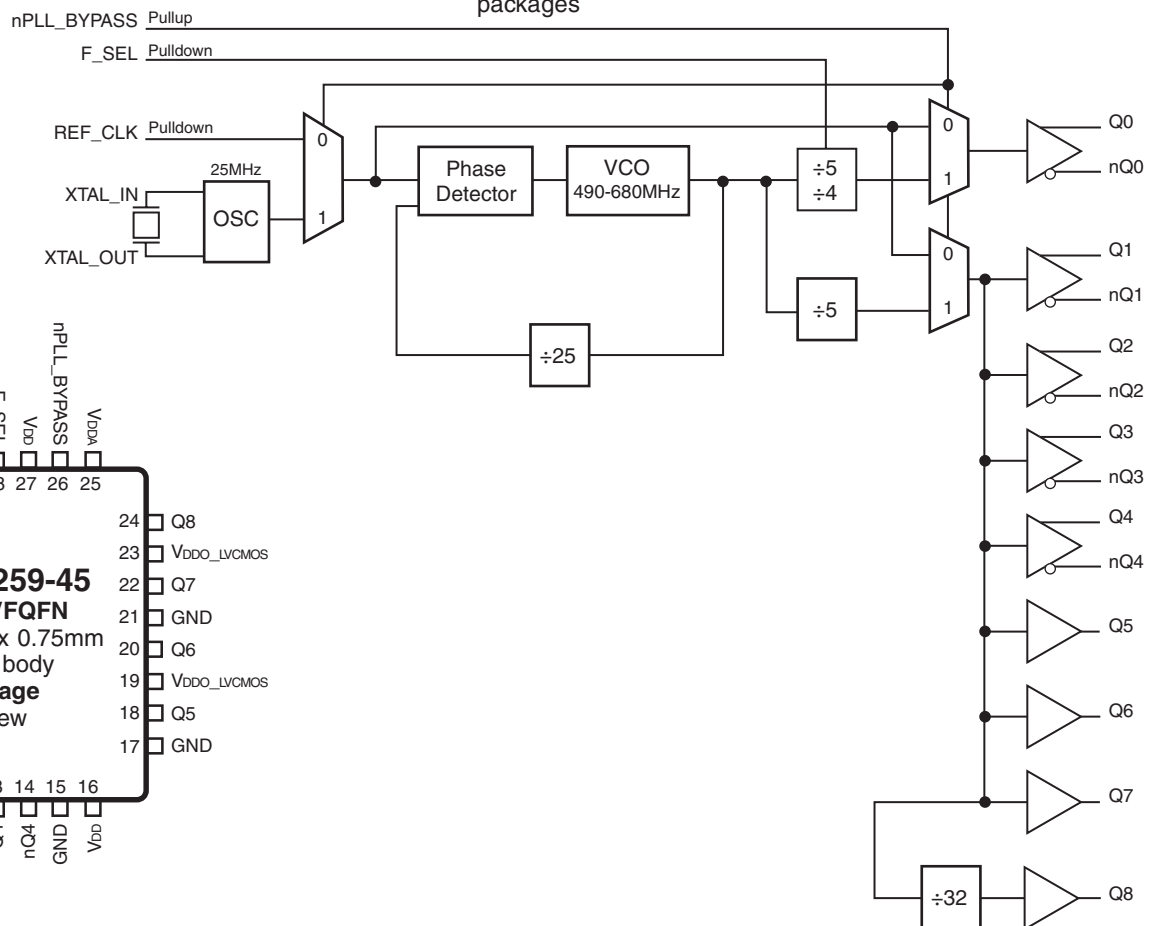 packages
nPLL_BYPASS Pullup
F_SEL Pulldown
REF_CLK Pulldown
25MHz
XTAL_IN
OSC
XTAL_OUT
0
1
Phase
Detector
VCO
490-680MHz
÷5
÷4
0
1
÷25
÷5
0
1
Q0
nQ0
Q1
nQ1
Q2
nQ2
Q3
nQ3
Q4
nQ4
Q5
Q6
Q7
÷32
Q8
VDD
nPLL_BYPASS
VDDA
27 26 25
24 Q8
23 VDDO_LVCMOS
22 Q7
21 GND
20 Q6
19 VDDO_LVCMOS
18 Q5
17 GND
259-45
VFQFN
x 0.75mm
body
14 15 16
nQ4
GND
VDD